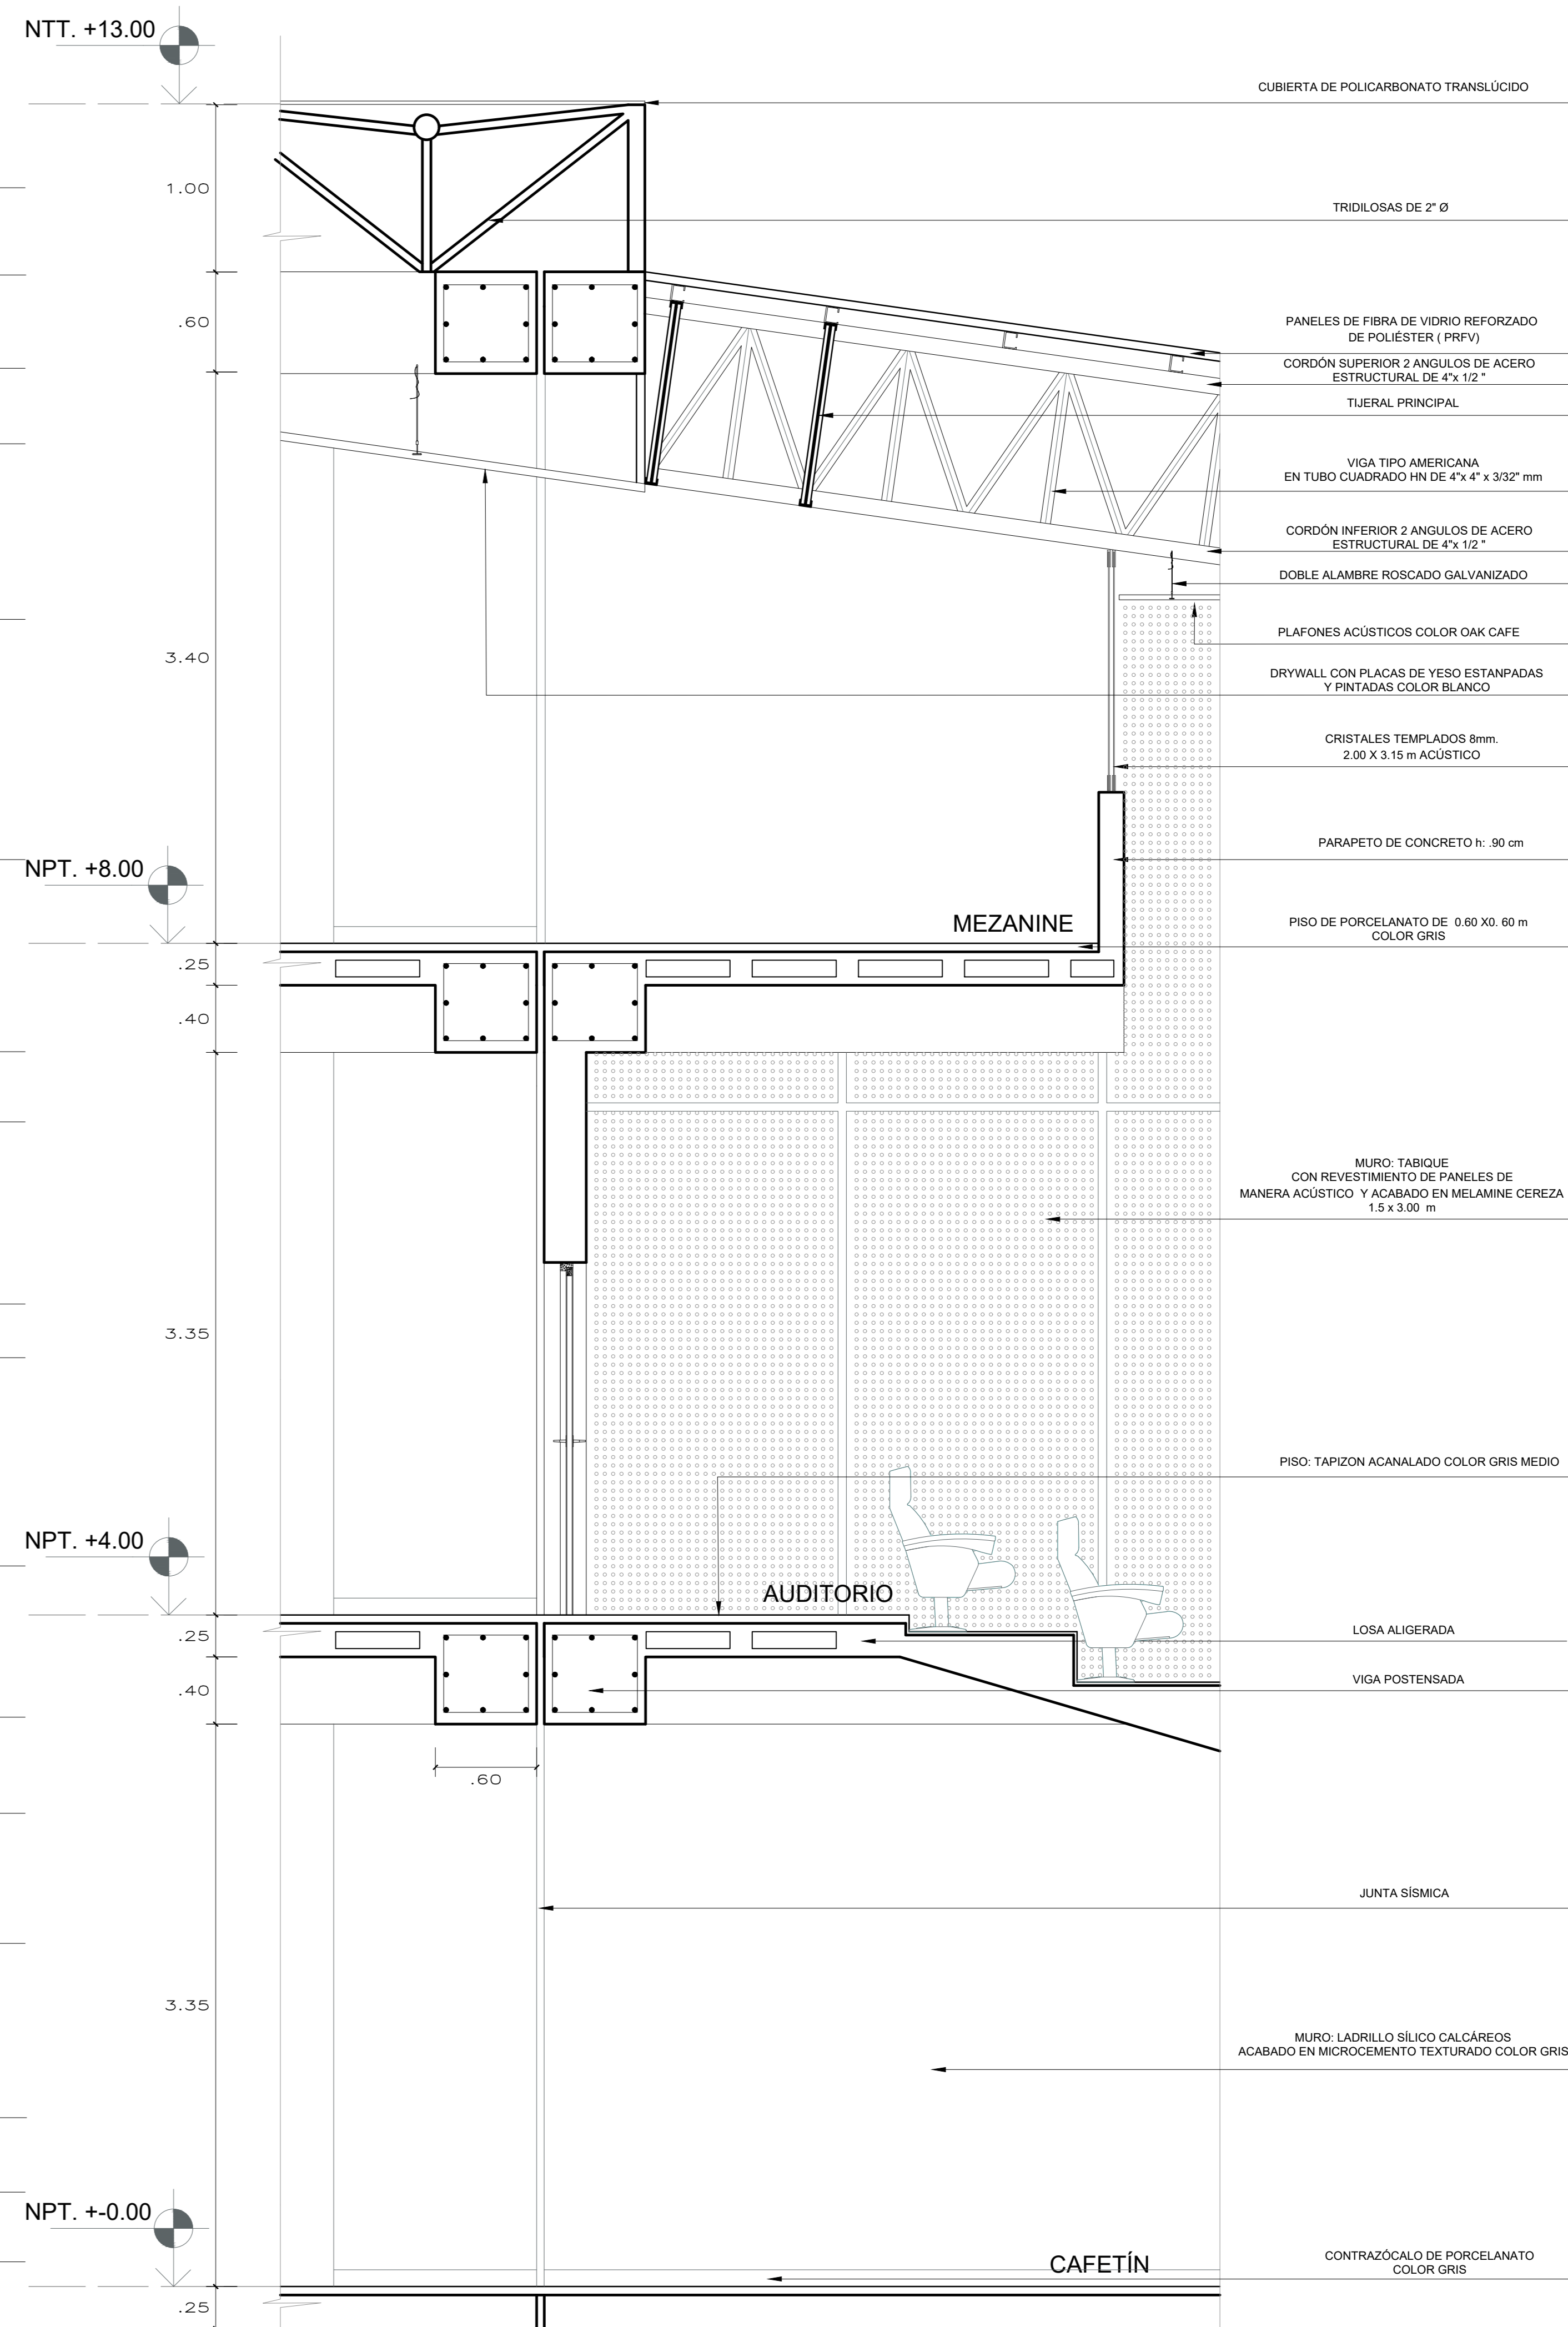 NTT. +13.00
CUBIERTA DE POLICARBONATO TRANSLÚCIDO
1.00
TRIDILOSAS DE 2" Ø
.60
PANELES DE FIBRA DE VIDRIO REFORZADO
DE POLIÉSTER ( PRFV)
CORDÓN SUPERIOR 2 ANGULOS DE ACERO
ESTRUCTURAL DE 4"x 1/2 "
TIJERAL PRINCIPAL
VIGA TIPO AMERICANA
EN TUBO CUADRADO HN DE 4"x 4" x 3/32" mm
CORDÓN INFERIOR 2 ANGULOS DE ACERO
ESTRUCTURAL DE 4"x 1/2 "
DOBLE ALAMBRE ROSCADO GALVANIZADO
PLAFONES ACÚSTICOS COLOR OAK CAFE
3.40
DRYWALL CON PLACAS DE YESO ESTANPADAS
Y PINTADAS COLOR BLANCO
CRISTALES TEMPLADOS 8mm.
2.00 X 3.15 m ACÚSTICO
PARAPETO DE CONCRETO h: .90 cm
NPT. +8.00
MEZANINE
PISO DE PORCELANATO DE 0.60 X0. 60 m
COLOR GRIS
.25
.40
MURO: TABIQUE
CON REVESTIMIENTO DE PANELES DE
MANERA ACÚSTICO Y ACABADO EN MELAMINE CEREZA
1.5 x 3.00 m
3.35
PISO: TAPIZON ACANALADO COLOR GRIS MEDIO
NPT. +4.00
AUDITORIO
.25
LOSA ALIGERADA
.40
VIGA POSTENSADA
.60
JUNTA SÍSMICA
3.35
MURO: LADRILLO SÍLICO CALCÁREOS
ACABADO EN MICROCEMENTO TEXTURADO COLOR GRIS
NPT. +-0.00
CAFETÍN
CONTRAZÓCALO DE PORCELANATO
COLOR GRIS
.25